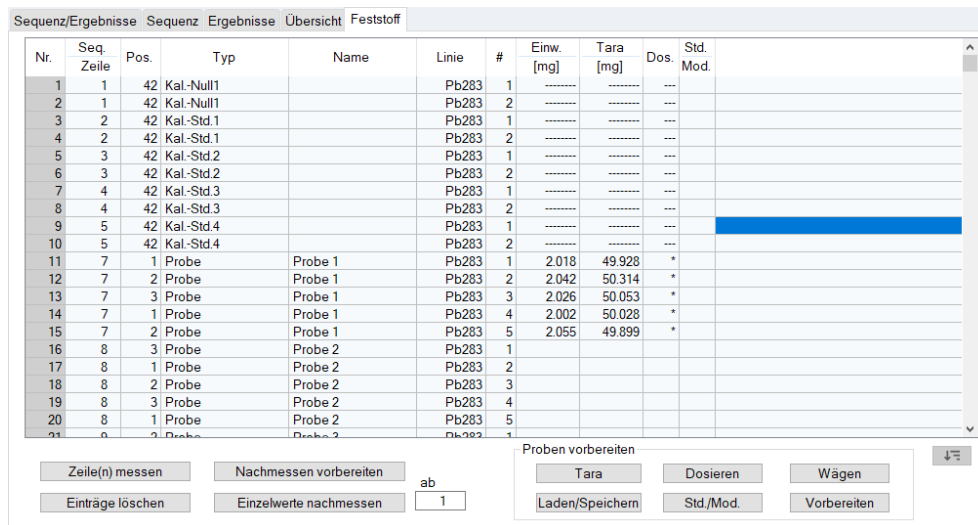 Sequenz/Ergebnisse Sequenz Ergebnisse Übersicht Feststoff
Nr. Seq. Zeile Pos. Typ Name Linie # Einw. [mg] Tara [mg] Dos. Std. Mod.
1 1 42 Kal.-Null1 Pb283 1 -------- -------- ---
2 1 42 Kal.-Null1 Pb283 2 -------- -------- ---
3 2 42 Kal.-Std.1 Pb283 1 -------- -------- ---
4 2 42 Kal.-Std.1 Pb283 2 -------- -------- ---
5 3 42 Kal.-Std.2 Pb283 1 -------- -------- ---
6 3 42 Kal.-Std.2 Pb283 2 -------- -------- ---
7 4 42 Kal.-Std.3 Pb283 1 -------- -------- ---
8 4 42 Kal.-Std.3 Pb283 2 -------- -------- ---
9 5 42 Kal.-Std.4 Pb283 1 -------- -------- ---
10 5 42 Kal.-Std.4 Pb283 2 -------- -------- ---
11 7 1 Probe Probe 1 Pb283 1 2.018 49.928 *
12 7 2 Probe Probe 1 Pb283 2 2.042 50.314 *
13 7 3 Probe Probe 1 Pb283 3 2.026 50.053 *
14 7 1 Probe Probe 1 Pb283 4 2.002 50.028 *
15 7 2 Probe Probe 1 Pb283 5 2.055 49.899 *
16 8 3 Probe Probe 2 Pb283 1
17 8 1 Probe Probe 2 Pb283 2
18 8 2 Probe Probe 2 Pb283 3
19 8 3 Probe Probe 2 Pb283 4
20 8 1 Probe Probe 2 Pb283 5
21 9 2 Probe Probe 3 Pb283 1
Proben vorbereiten
Zeile(n) messen Nachmessen vorbereiten ab Tara Dosieren Wägen
Einträge löschen Einzelwerte nachmessen 1 Laden/Speichern Std./Mod. Vorbereiten